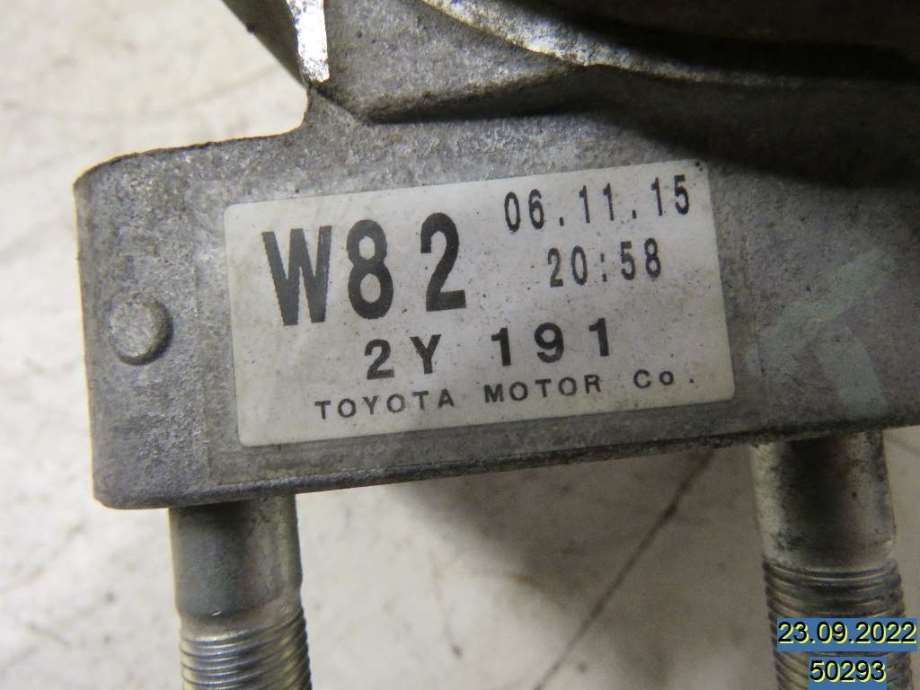 W82 06.11.15
20:58
2Y 191
TOYOTA MOTOR Co.
23.09.2022
50293